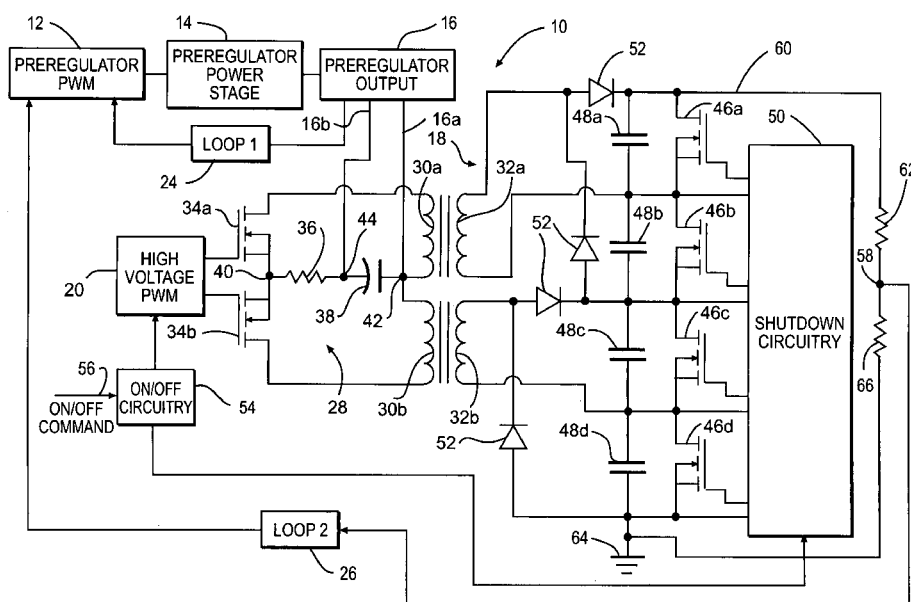 12
14
16
10
52
60
PREREGULATOR
PWM
PREREGULATOR
POWER
STAGE
PREREGULATOR
OUTPUT
16b
16a
48a
46a
50
LOOP 1
24
18
30a
32a
62
34a
36
44
48b
46b
52
52
58
20
HIGH
VOLTAGE
PWM
40
38
42
34b
48c
46c
SHUTDOWN
CIRCUITRY
66
56
ON/OFF
CIRCUITRY
54
ON/OFF
COMMAND
28
30b
32b
52
48d
46d
LOOP 2
26
64